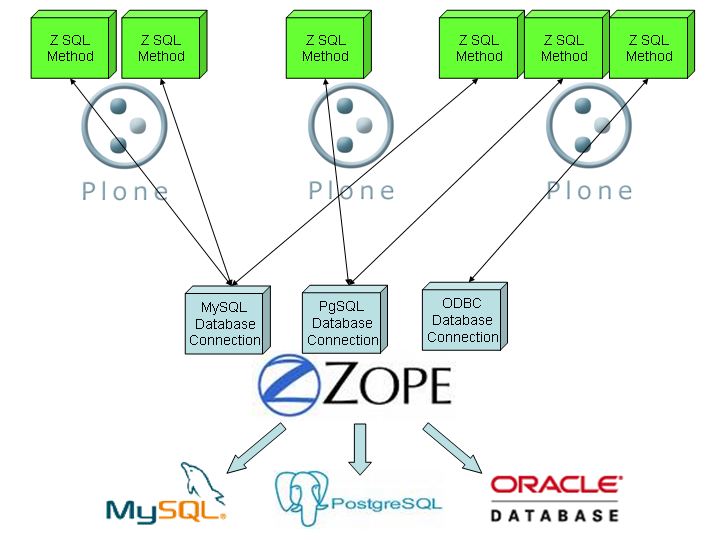 Z SQL
Method
Z SQL
Method
Z SQL
Method
Z SQL
Method
Z SQL
Method
Z SQL
Method
Plone
Plone
Plone
MySQL
Database
Connection
PgSQL
Database
Connection
ODBC
Database
Connection
ZOPE
MySQL®
PostgreSQL
ORACLE
DATABASE